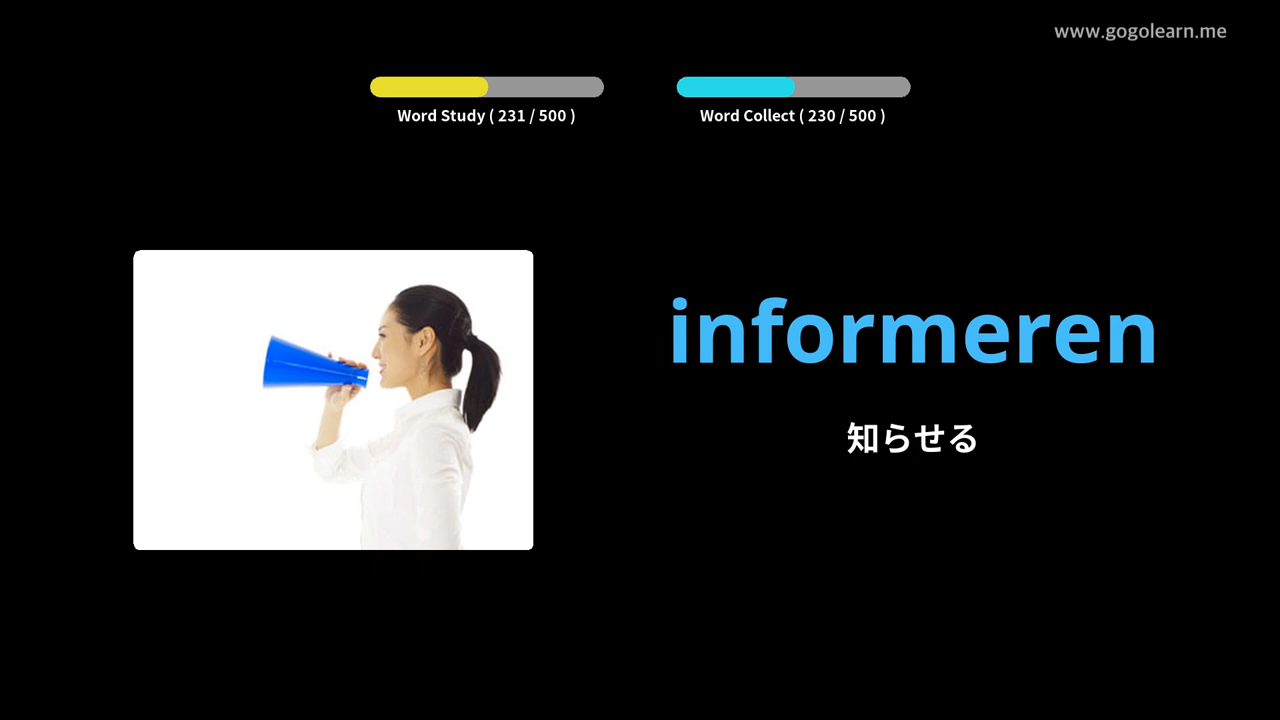 www.gogolearn.me
Word Study ( 231 / 500 )
Word Collect ( 230 / 500 )
informeren
知らせる